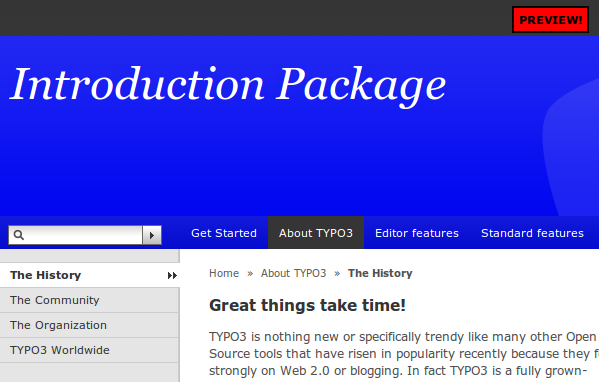 PREVIEW!
Introduction Package
Get Started About TYPO3 Editor features Standard features
The History
The Community
The Organization
TYPO3 Worldwide
Home » About TYPO3 » The History
Great things take time!
TYPO3 is nothing new or specifically trendy like many other Open
Source tools that have risen in popularity recently because they
strongly on Web 2.0 or blogging. In fact TYPO3 is a fully grown-